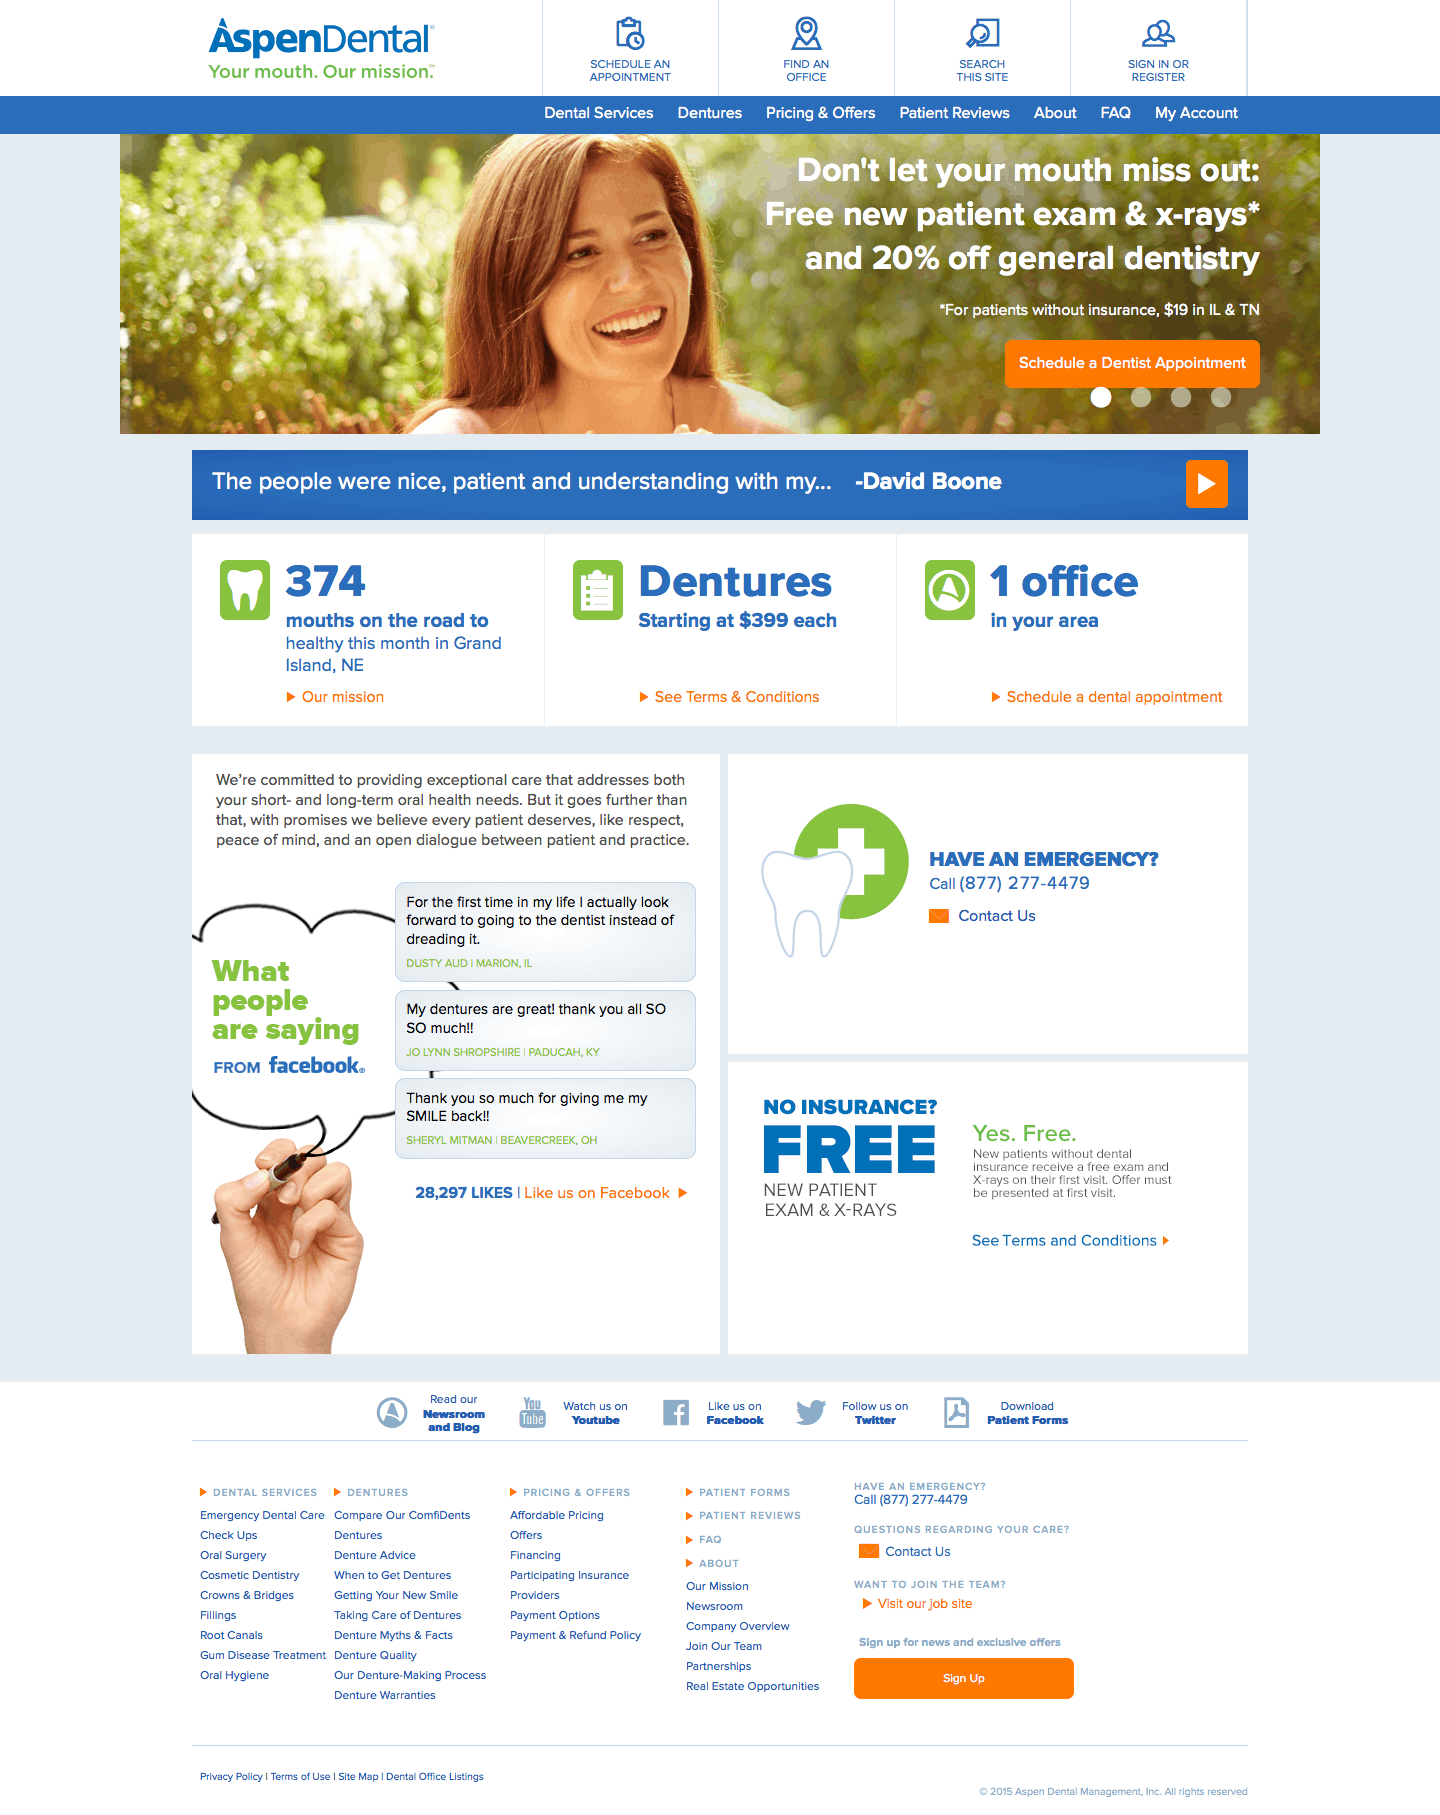 AspenDental
Your mouth. Our mission.
SCHEDULE AN
APPOINTMENT
FIND AN
OFFICE
SEARCH
THIS SITE
SIGN IN OR
REGISTER
Dental Services Dentures Pricing & Offers Patient Reviews About FAQ My Account
Don't let your mouth miss out:
Free new patient exam & x-rays*
and 20% off general dentistry
*For patients without insurance, $19 in IL & TN
Schedule a Dentist Appointment
The people were nice, patient and understanding with my... -David Boone
374
mouths on the road to
healthy this month in Grand
Island, NE
Our mission
Dentures
Starting at $399 each
See Terms & Conditions
1 office
in your area
Schedule a dental appointment
We're committed to providing exceptional care that addresses both
your short- and long-term oral health needs. But it goes further than
that, with promises we believe every patient deserves, like respect,
peace of mind, and an open dialogue between patient and practice.
What
people
are saying
FROM facebook®
For the first time in my life I actually look
forward to going to the dentist instead of
dreading it.
DUSTY AUD | MARION, IL
My dentures are great! thank you all SO
SO much!!
JO LYNN SHROPSHIRE | PADUCAH, KY
Thank you so much for giving me my
SMILE back!!
SHERYL MITMAN | BEAVERCREEK, OH
28,297 LIKES | Like us on Facebook
HAVE AN EMERGENCY?
Call (877) 277-4479
Contact Us
NO INSURANCE?
FREE
NEW PATIENT
EXAM & X-RAYS
Yes. Free.
New patients without dental
insurance receive a free exam and
X-rays on their first visit. Offer must
be presented at first visit.
See Terms and Conditions
Read our
Newsroom
and Blog
You
Tube
Watch us on
Youtube
Like us on
Facebook
Follow us on
Twitter
Download
Patient Forms
DENTAL SERVICES
Emergency Dental Care
Check Ups
Oral Surgery
Cosmetic Dentistry
Crowns & Bridges
Fillings
Root Canals
Gum Disease Treatment
Oral Hygiene
DENTURES
Compare Our ComfiDents
Dentures
Denture Advice
When to Get Dentures
Getting Your New Smile
Taking Care of Dentures
Denture Myths & Facts
Denture Quality
Our Denture-Making Process
Denture Warranties
PRICING & OFFERS
Affordable Pricing
Offers
Financing
Participating Insurance
Providers
Payment Options
Payment & Refund Policy
PATIENT FORMS
PATIENT REVIEWS
FAQ
ABOUT
Our Mission
Newsroom
Company Overview
Join Our Team
Partnerships
Real Estate Opportunities
HAVE AN EMERGENCY?
Call (877) 277-4479
QUESTIONS REGARDING YOUR CARE?
Contact Us
WANT TO JOIN THE TEAM?
Visit our job site
Sign up for news and exclusive offers
Sign Up
Privacy Policy | Terms of Use | Site Map | Dental Office Listings
© 2015 Aspen Dental Management, Inc. All rights reserved